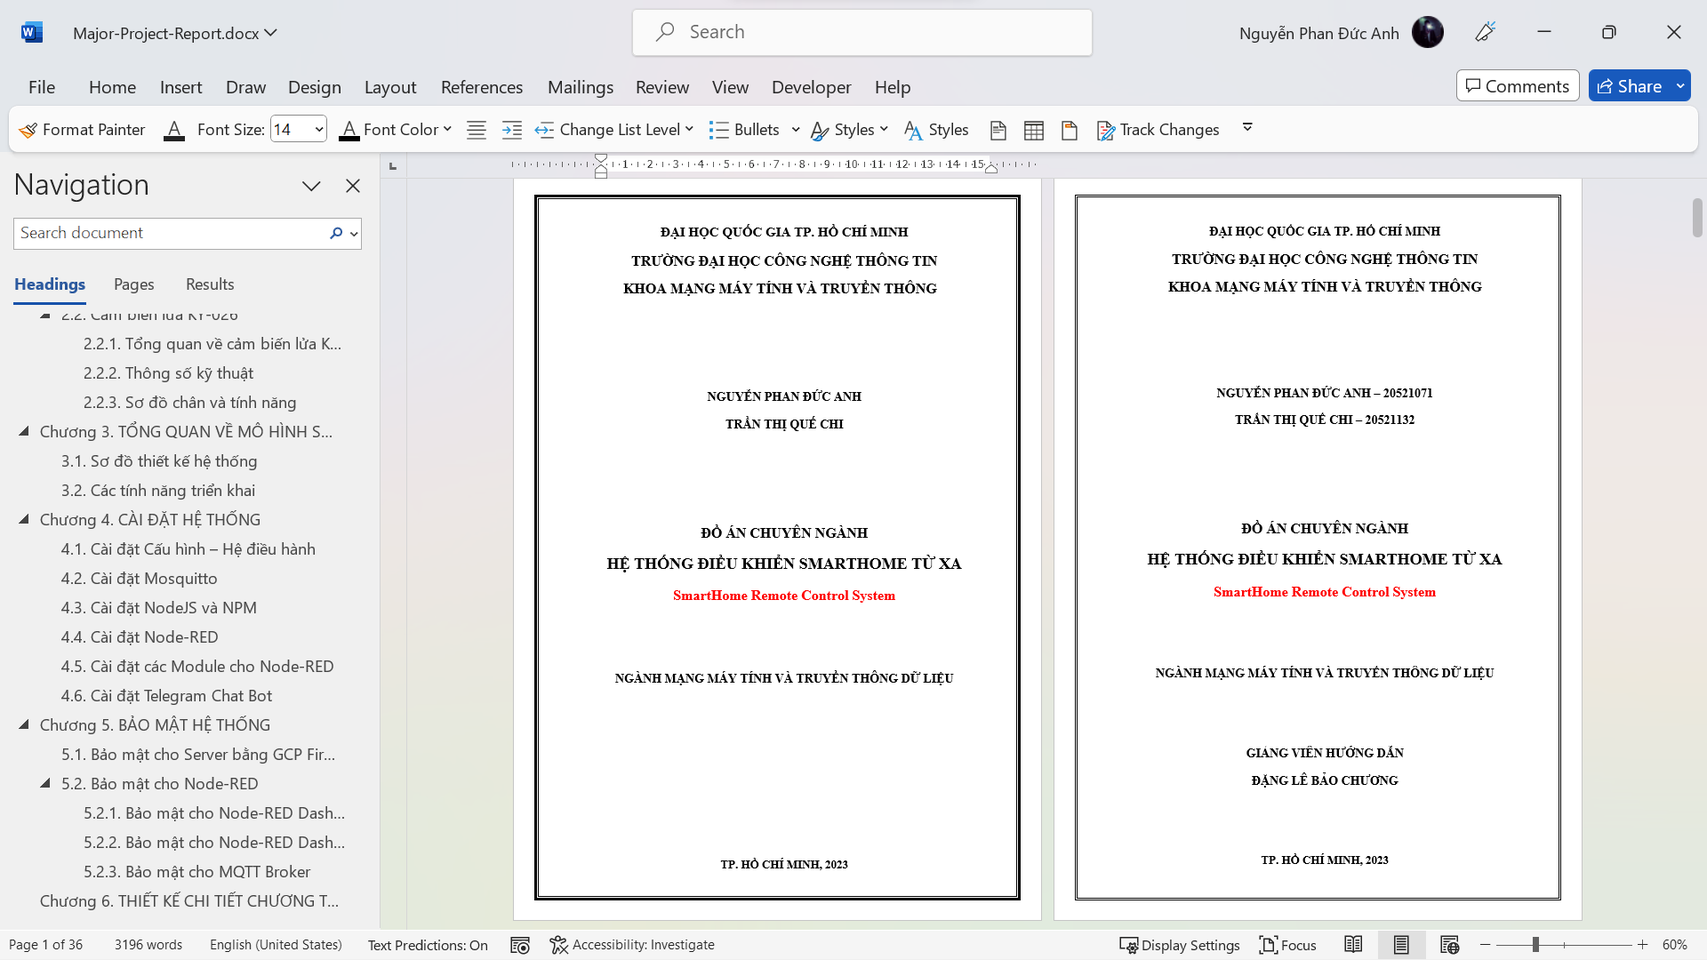 Major-Project-Report.docx
Search
Nguyễn Phan Đức Anh
File Home Insert Draw Design Layout References Mailings Review View Developer Help
Comments Share
Format Painter Font Size: 14 Font Color Change List Level Bullets Styles Styles Track Changes
Navigation
Search document
Headings Pages Results
2.2. Cảm biến lửa KY-026
2.2.1. Tổng quan về cảm biến lửa K...
2.2.2. Thông số kỹ thuật
2.2.3. Sơ đồ chân và tính năng
Chương 3. TỔNG QUAN VỀ MÔ HÌNH S...
3.1. Sơ đồ thiết kế hệ thống
3.2. Các tính năng triển khai
Chương 4. CÀI ĐẶT HỆ THỐNG
4.1. Cài đặt Cấu hình – Hệ điều hành
4.2. Cài đặt Mosquitto
4.3. Cài đặt NodeJS và NPM
4.4. Cài đặt Node-RED
4.5. Cài đặt các Module cho Node-RED
4.6. Cài đặt Telegram Chat Bot
Chương 5. BẢO MẬT HỆ THỐNG
5.1. Bảo mật cho Server bằng GCP Fir...
5.2. Bảo mật cho Node-RED
5.2.1. Bảo mật cho Node-RED Dash...
5.2.2. Bảo mật cho Node-RED Dash...
5.2.3. Bảo mật cho MQTT Broker
Chương 6. THIẾT KẾ CHI TIẾT CHƯƠNG T...
1 2 3 4 5 6 7 8 9 10 11 12 13 14 15
ĐẠI HỌC QUỐC GIA TP. HỒ CHÍ MINH
TRƯỜNG ĐẠI HỌC CÔNG NGHỆ THÔNG TIN
KHOA MẠNG MÁY TÍNH VÀ TRUYỀN THÔNG
NGUYỄN PHAN ĐỨC ANH
TRẦN THỊ QUẾ CHI
ĐỒ ÁN CHUYÊN NGÀNH
HỆ THỐNG ĐIỀU KHIỂN SMARTHOME TỪ XA
SmartHome Remote Control System
NGÀNH MẠNG MÁY TÍNH VÀ TRUYỀN THÔNG DỮ LIỆU
TP. HỒ CHÍ MINH, 2023
ĐẠI HỌC QUỐC GIA TP. HỒ CHÍ MINH
TRƯỜNG ĐẠI HỌC CÔNG NGHỆ THÔNG TIN
KHOA MẠNG MÁY TÍNH VÀ TRUYỀN THÔNG
NGUYỄN PHAN ĐỨC ANH – 20521071
TRẦN THỊ QUẾ CHI – 20521132
ĐỒ ÁN CHUYÊN NGÀNH
HỆ THỐNG ĐIỀU KHIỂN SMARTHOME TỪ XA
SmartHome Remote Control System
NGÀNH MẠNG MÁY TÍNH VÀ TRUYỀN THÔNG DỮ LIỆU
GIẢNG VIÊN HƯỚNG DẪN
ĐẶNG LÊ BẢO CHƯƠNG
TP. HỒ CHÍ MINH, 2023
Page 1 of 36 3196 words English (United States) Text Predictions: On Accessibility: Investigate Display Settings Focus 60%